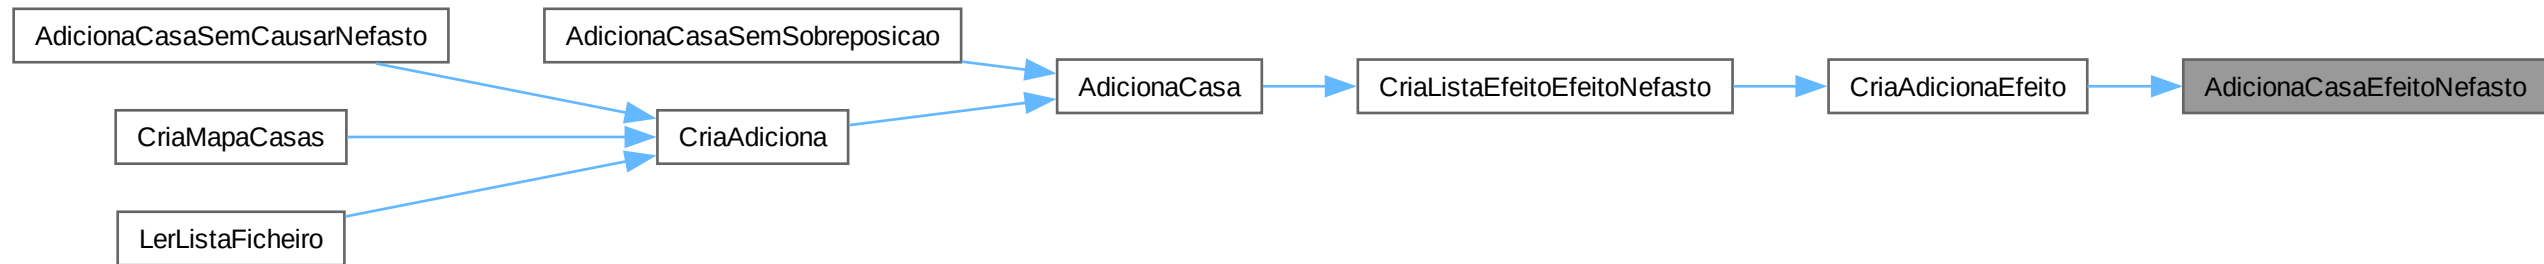 AdicionaCasaSemCausarNefasto
AdicionaCasaSemSobreposicao
AdicionaCasa
CriaListaEfeitoEfeitoNefasto
CriaAdicionaEfeito
AdicionaCasaEfeitoNefasto
CriaMapaCasas
CriaAdiciona
LerListaFicheiro